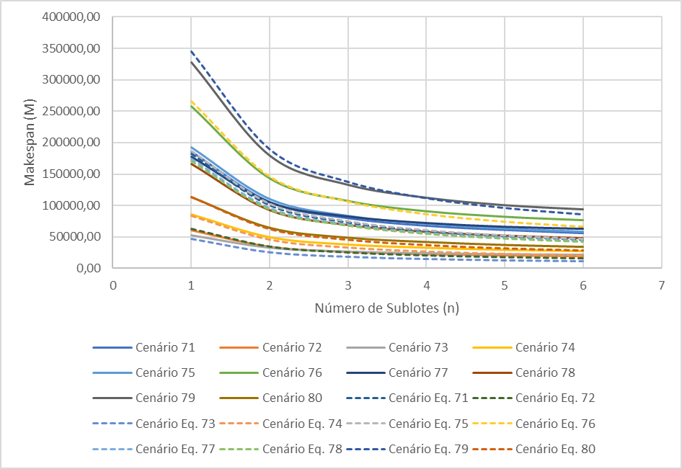 400000,00
350000,00
300000,00
250000,00
200000,00
150000,00
100000,00
50000,00
0,00
Makespan (M)
0 1 2 3 4 5 6 7
Número de Sublotes (n)
Cenário 71 Cenário 72 Cenário 73 Cenário 74
Cenário 75 Cenário 76 Cenário 77 Cenário 78
Cenário 79 Cenário 80 Cenário Eq. 71 Cenário Eq. 72
Cenário Eq. 73 Cenário Eq. 74 Cenário Eq. 75 Cenário Eq. 76
Cenário Eq. 77 Cenário Eq. 78 Cenário Eq. 79 Cenário Eq. 80